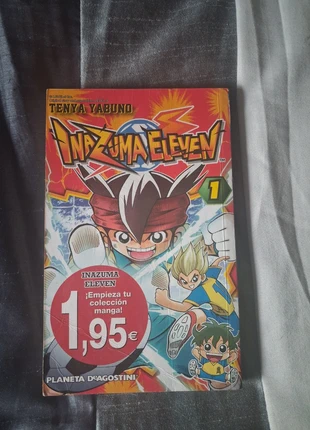 TENYA YABUNO
INAZUMA ELEVEN
1
INAZUMA
ELEVEN
¡Empieza tu
colección
manga!
1,95€
PLANETA DEAGOSTINI